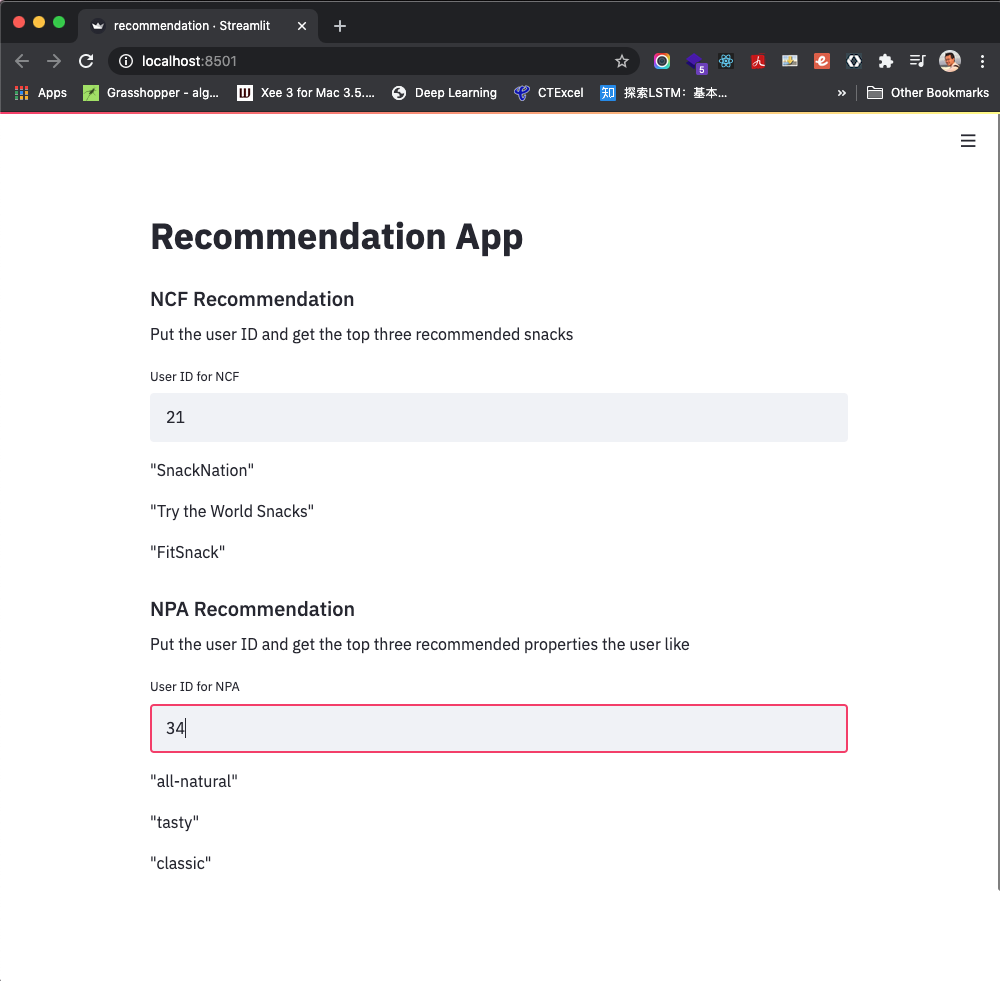 recommendation · Streamlit
localhost:8501
5
Apps
Grasshopper - alg...
Xee 3 for Mac 3.5....
Deep Learning
CTExcel
知 探索LSTM：基本...
»
Other Bookmarks
Recommendation App
NCF Recommendation
Put the user ID and get the top three recommended snacks
User ID for NCF
21
"SnackNation"
"Try the World Snacks"
"FitSnack"
NPA Recommendation
Put the user ID and get the top three recommended properties the user like
User ID for NPA
34
"all-natural"
"tasty"
"classic"